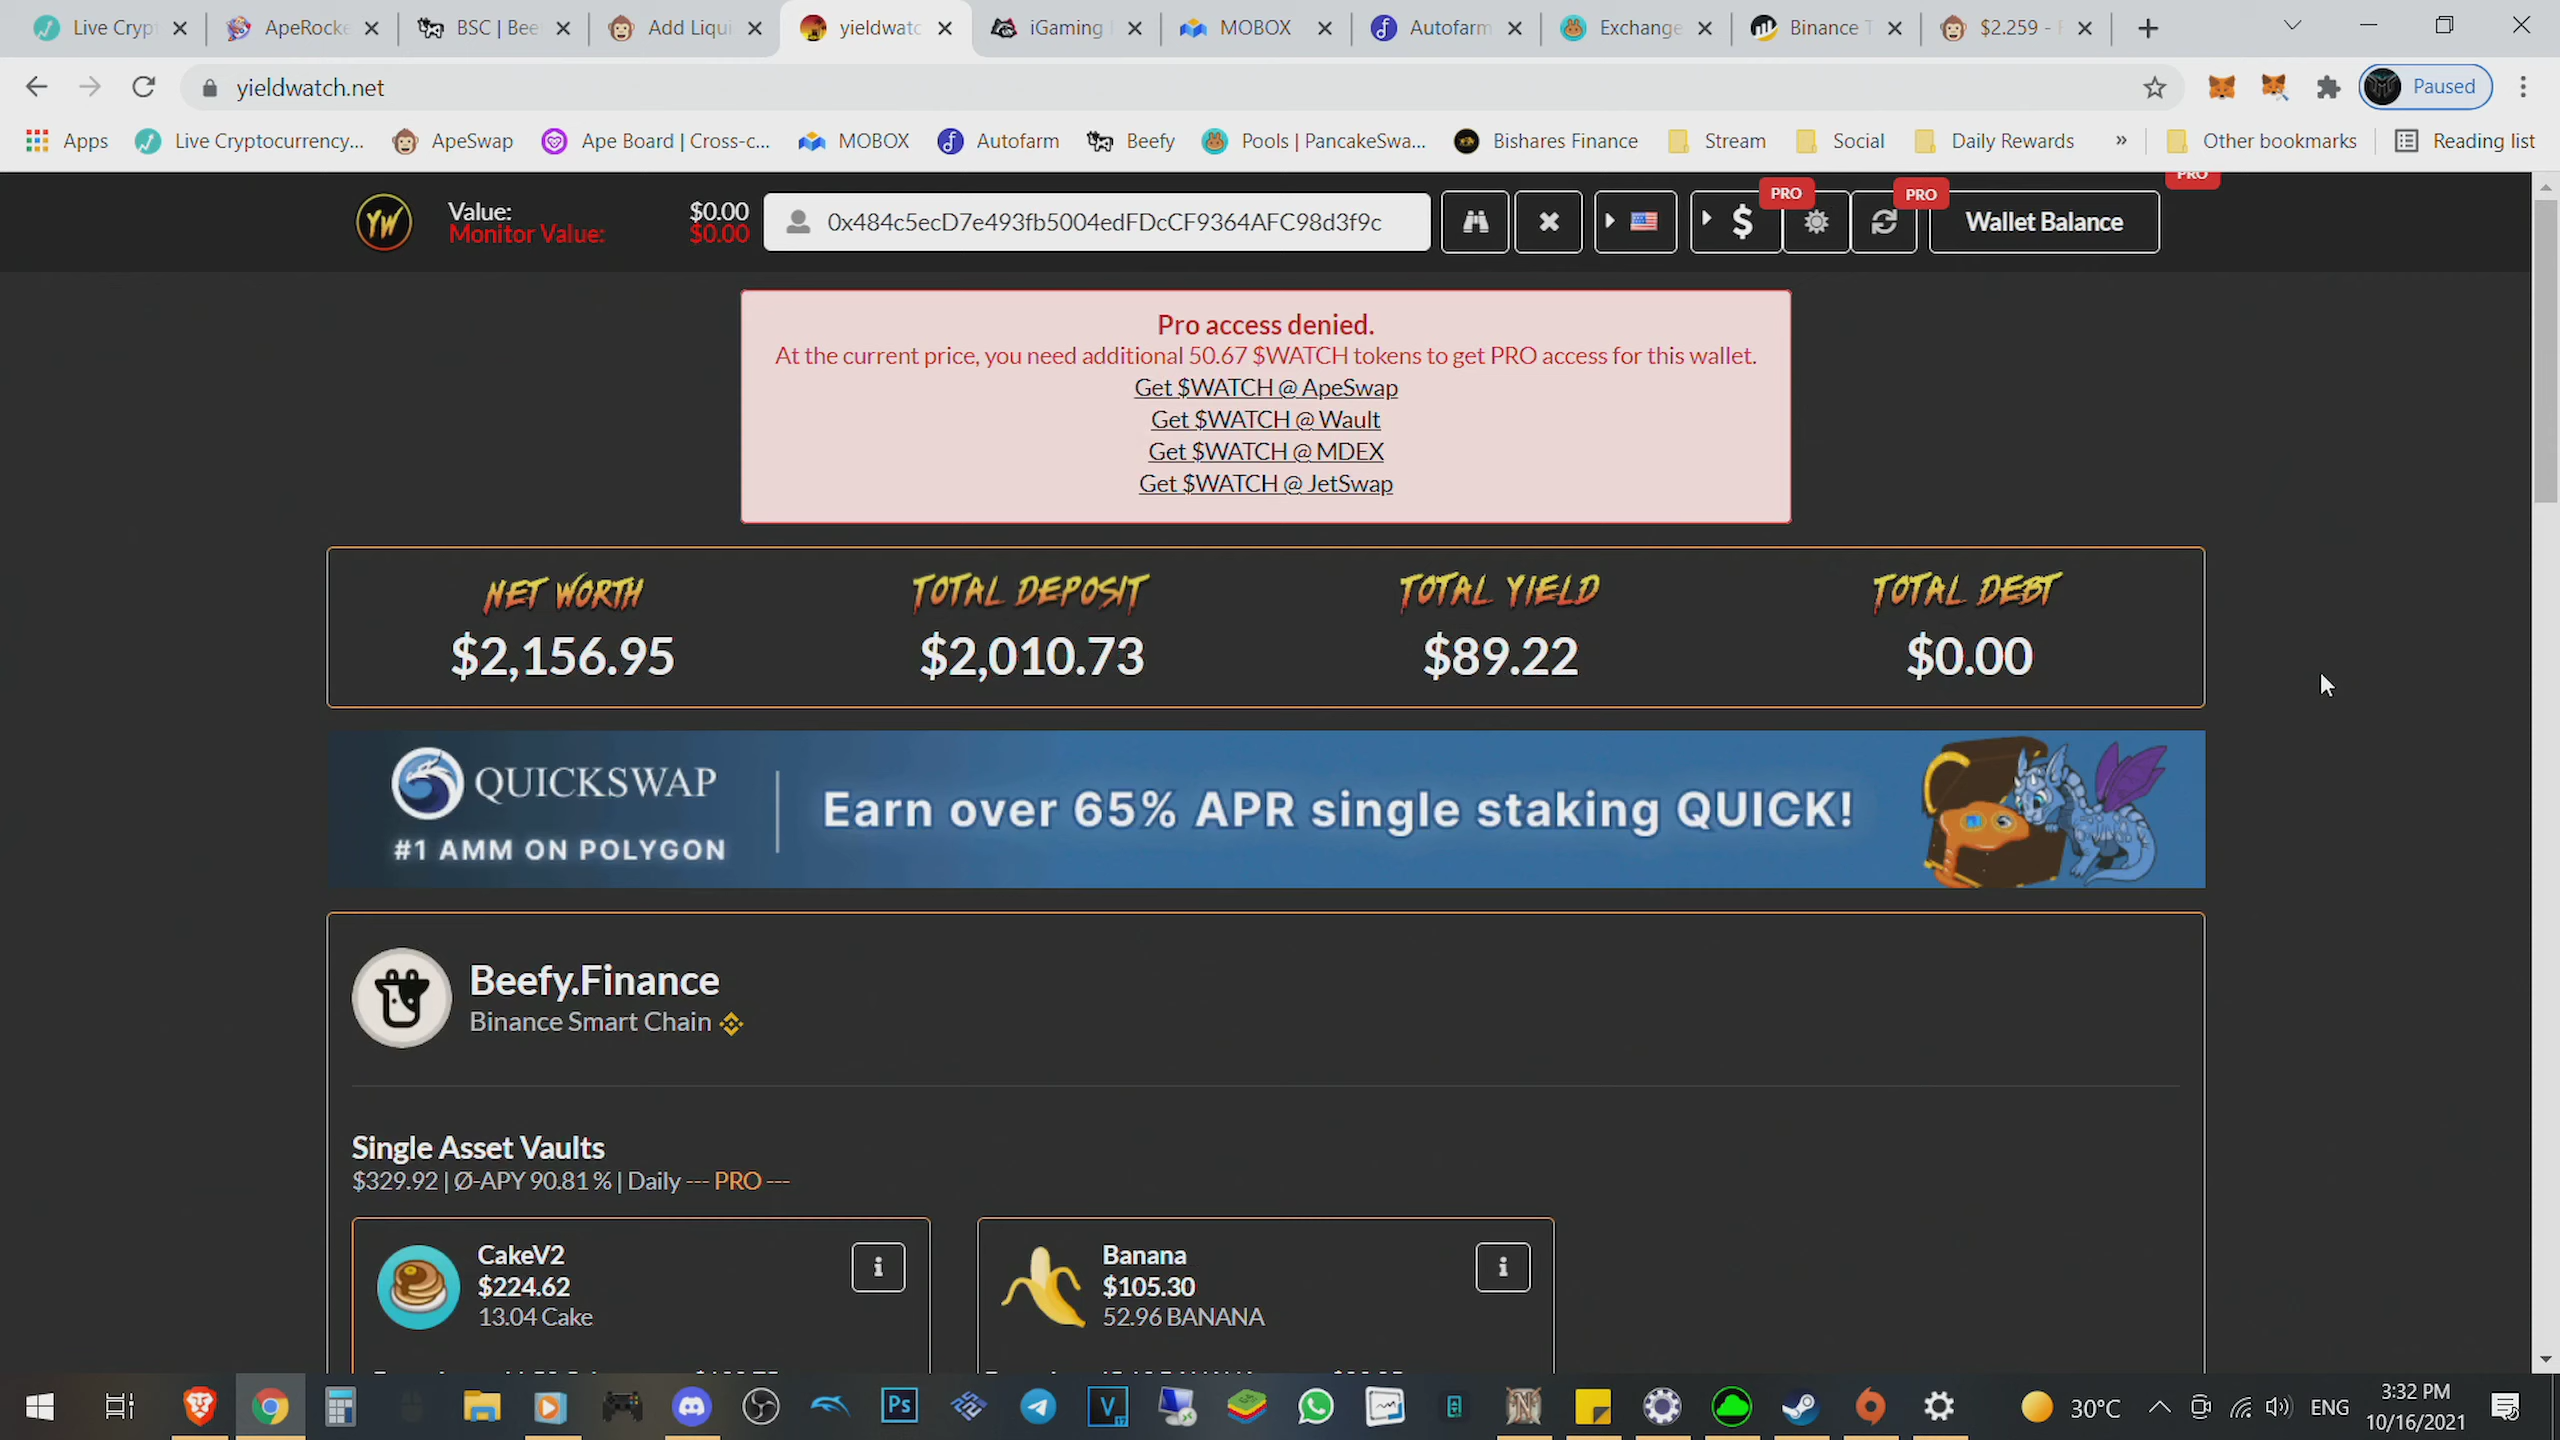 Live Cryp
ApeRocke
BSC | Bee
Add Liqui
yieldwatc
iGaming
MOBOX
Autofarm
Exchange
Binance T
$2.259 -
yieldwatch.net
Paused
Apps
Live Cryptocurrency...
ApeSwap
Ape Board | Cross-c...
MOBOX
Autofarm
Beefy
Pools | PancakeSwa...
Bishares Finance
Stream
Social
Daily Rewards
»
Other bookmarks
Reading list
YW
Value: $0.00
Monitor Value: $0.00
0x484c5ecD7e493fb5004edFDcCF9364AFC98d3f9c
$
PRO
PRO
PRO
Wallet Balance
Pro access denied.
At the current price, you need additional 50.67 $WATCH tokens to get PRO access for this wallet.
Get $WATCH @ ApeSwap
Get $WATCH @ Wault
Get $WATCH @ MDEX
Get $WATCH @ JetSwap
NET WORTH
$2,156.95
TOTAL DEPOSIT
$2,010.73
TOTAL YIELD
$89.22
TOTAL DEBT
$0.00
QUICKSWAP
#1 AMM ON POLYGON
Earn over 65% APR single staking QUICK!
Beefy.Finance
Binance Smart Chain
Single Asset Vaults
$329.92 | Ø-APY 90.81 % | Daily --- PRO ---
CakeV2
$224.62
13.04 Cake
i
Banana
$105.30
52.96 BANANA
i
Ps
V
17
30°C
ENG
3:32 PM
10/16/2021